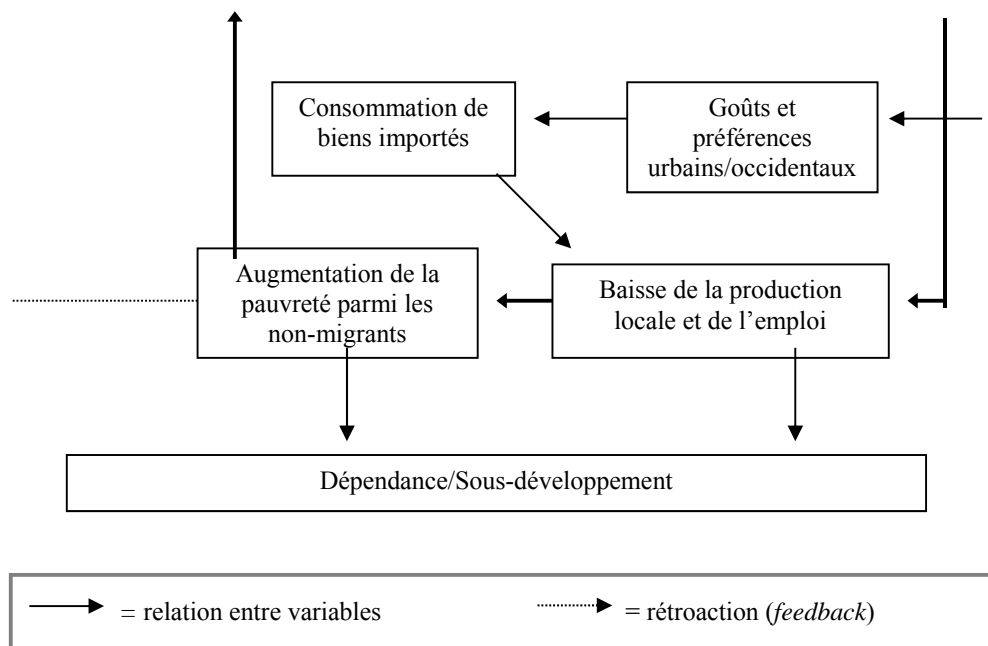 Consommation de
biens importés
Goûts et
préférences
urbains/occidentaux
Augmentation de la
pauvreté parmi les
non-migrants
Baisse de la production
locale et de l’emploi
Dépendance/Sous-développement
= relation entre variables
= rétroaction (feedback)